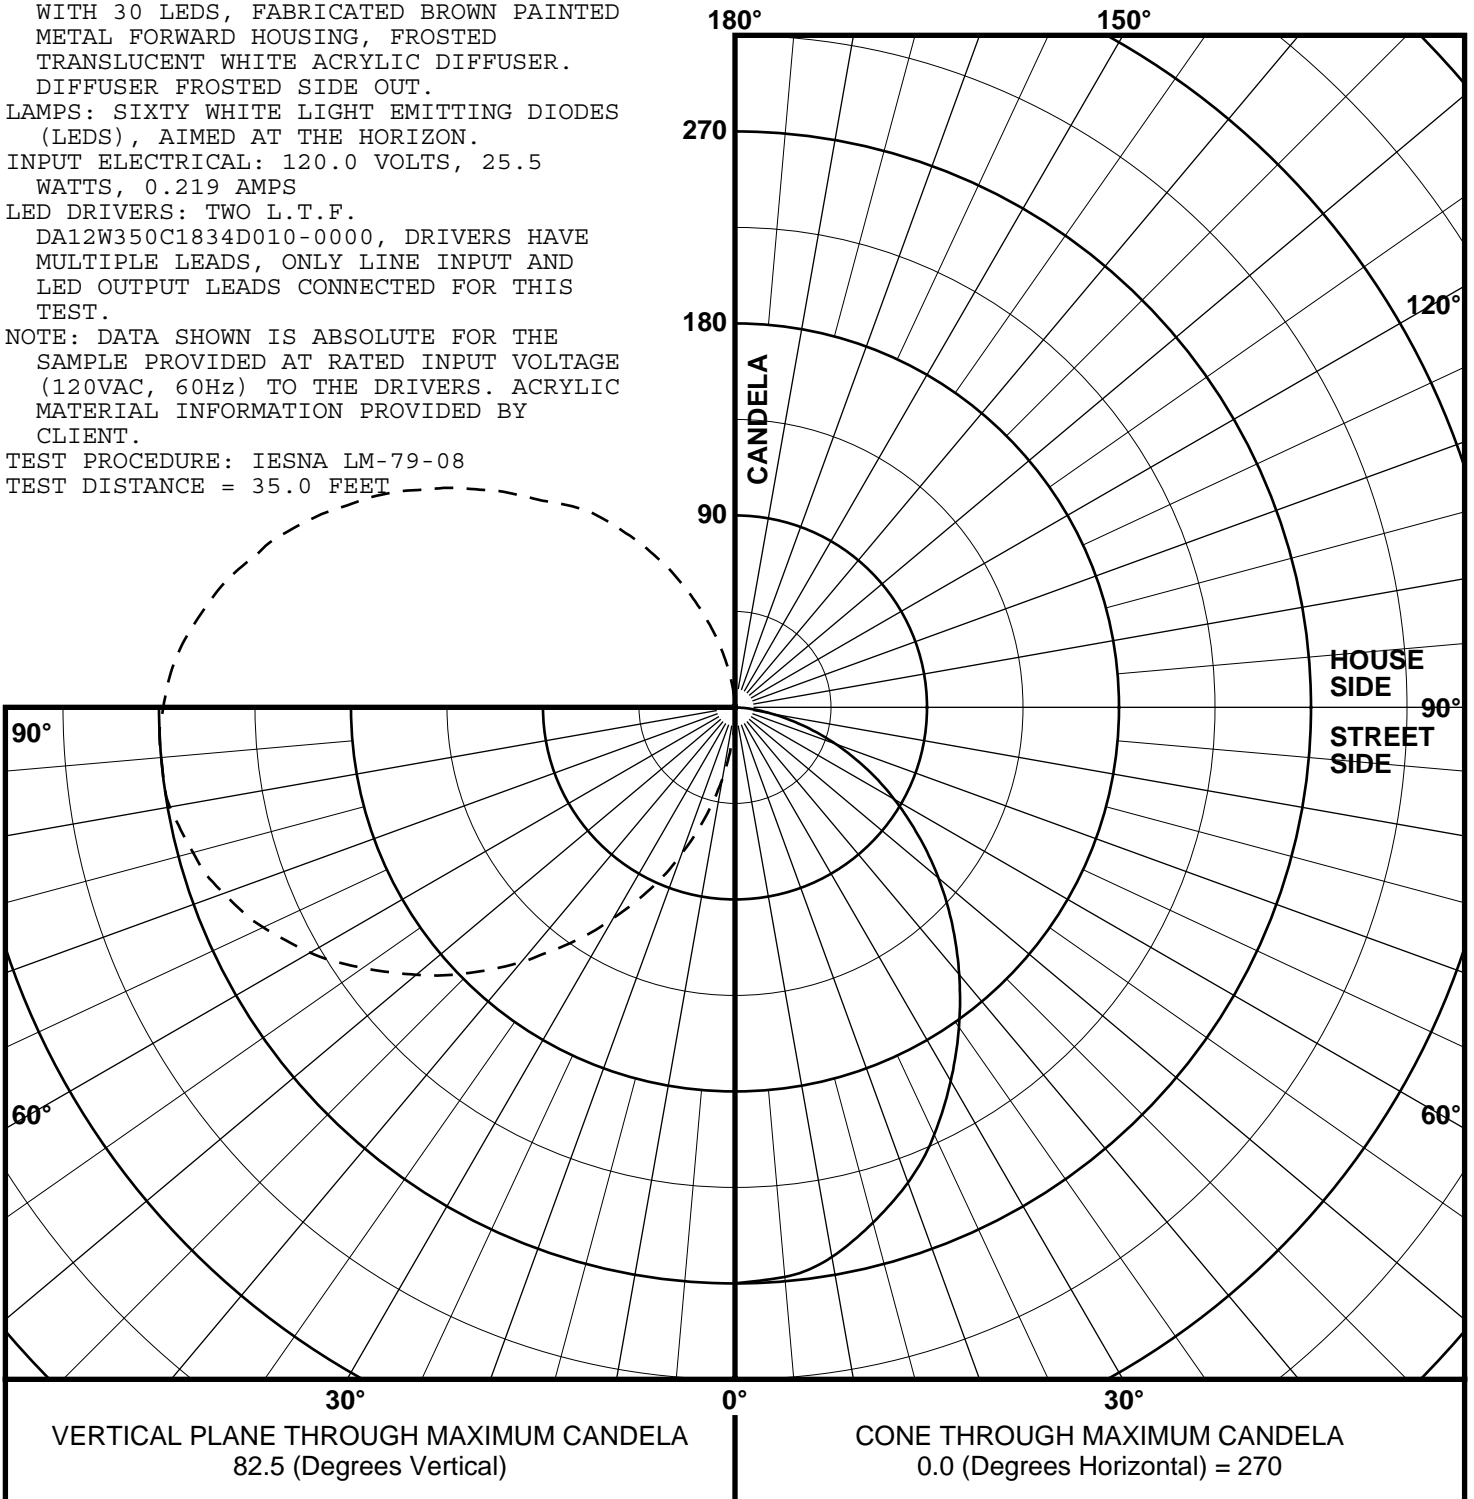 WITH 30 LEDS, FABRICATED BROWN PAINTED
METAL FORWARD HOUSING, FROSTED
TRANSLUCENT WHITE ACRYLIC DIFFUSER.
DIFFUSER FROSTED SIDE OUT.
LAMPS: SIXTY WHITE LIGHT EMITTING DIODES
(LEDS), AIMED AT THE HORIZON.
INPUT ELECTRICAL: 120.0 VOLTS, 25.5
WATTS, 0.219 AMPS
LED DRIVERS: TWO L.T.F.
DA12W350C1834D010-0000, DRIVERS HAVE
MULTIPLE LEADS, ONLY LINE INPUT AND
LED OUTPUT LEADS CONNECTED FOR THIS
TEST.
NOTE: DATA SHOWN IS ABSOLUTE FOR THE
SAMPLE PROVIDED AT RATED INPUT VOLTAGE
(120VAC, 60Hz) TO THE DRIVERS. ACRYLIC
MATERIAL INFORMATION PROVIDED BY
CLIENT.
TEST PROCEDURE: IESNA LM-79-08
TEST DISTANCE = 35.0 FEET
180°
150°
270
120°
180
CANDELA
90
HOUSE
SIDE
90°
90°
STREET
SIDE
60°
60°
30°
0°
30°
VERTICAL PLANE THROUGH MAXIMUM CANDELA
82.5 (Degrees Vertical)
CONE THROUGH MAXIMUM CANDELA
0.0 (Degrees Horizontal) = 270